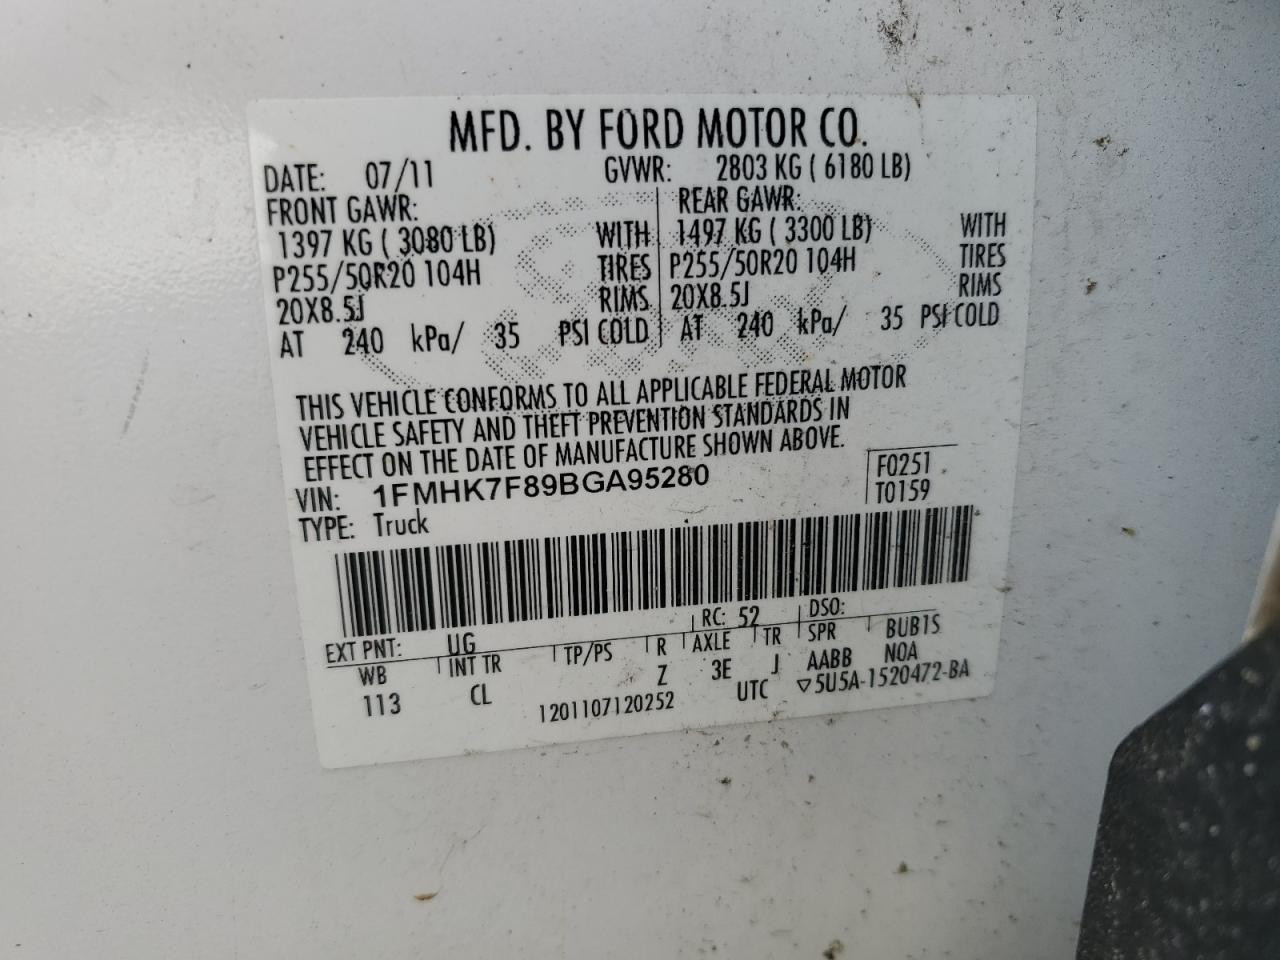 MFD. BY FORD MOTOR CO.
DATE: 07/11 GVWR: 2803 KG ( 6180 LB)
FRONT GAWR: REAR GAWR:
1397 KG ( 3080 LB) WITH 1497 KG ( 3300 LB) WITH
P255/50R20 104H TIRES P255/50R20 104H TIRES
20X8.5J RIMS 20X8.5J RIMS
AT 240 kPa/ 35 PSI COLD AT 240 kPa/ 35 PSI COLD
THIS VEHICLE CONFORMS TO ALL APPLICABLE FEDERAL MOTOR
VEHICLE SAFETY AND THEFT PREVENTION STANDARDS IN
EFFECT ON THE DATE OF MANUFACTURE SHOWN ABOVE.
VIN: 1FMHK7F89BGA95280 F0251
TYPE: Truck T0159
EXT PNT: UG RC: 52 DSO:
WB INT TR TP/PS R AXLE TR SPR BUB1S
113 CL Z 3E J AABB NOA
1201107120252 UTC ▽5U5A-1520472-BA